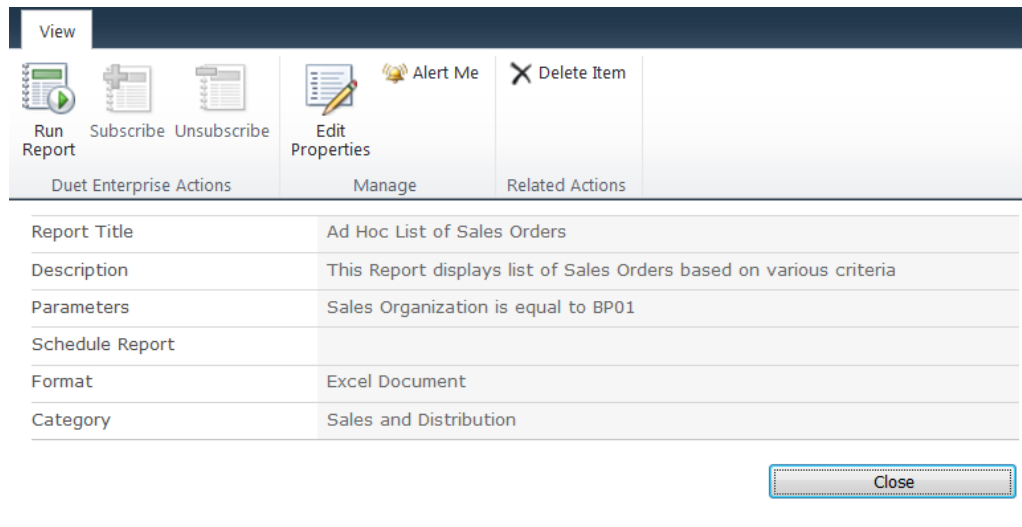 View
Run Report
Subscribe
Unsubscribe
Edit Properties
Alert Me
Delete Item
Duet Enterprise Actions
Manage
Related Actions
Report Title Ad Hoc List of Sales Orders
Description This Report displays list of Sales Orders based on various criteria
Parameters Sales Organization is equal to BP01
Schedule Report
Format Excel Document
Category Sales and Distribution
Close